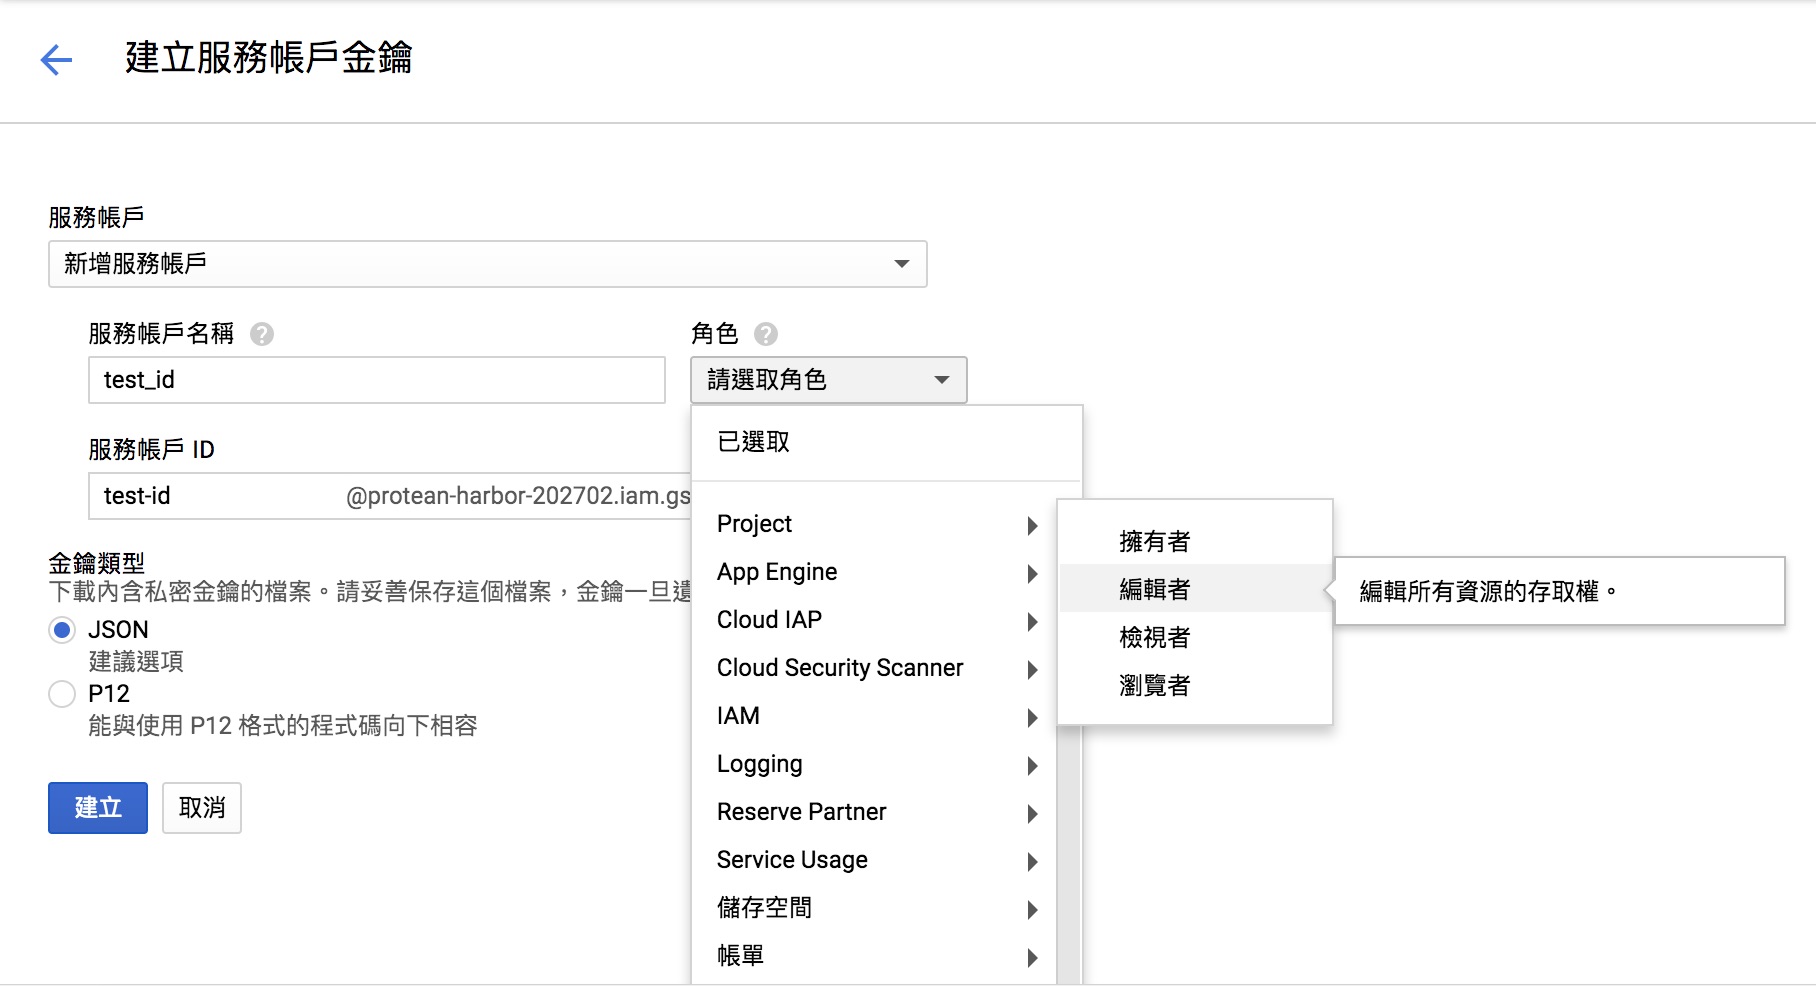 建立服務帳戶金鑰
服務帳戶
新增服務帳戶
服務帳戶名稱 ?
test_id
角色 ?
請選取角色
服務帳戶 ID
test-id @protean-harbor-202702.iam.gs
金鑰類型
下載內含私密金鑰的檔案。請妥善保存這個檔案，金鑰一旦遺
JSON
建議選項
P12
能與使用 P12 格式的程式碼向下相容
建立 取消
已選取
Project
App Engine
Cloud IAP
Cloud Security Scanner
IAM
Logging
Reserve Partner
Service Usage
儲存空間
帳單
擁有者
編輯者
檢視者
瀏覽者
編輯所有資源的存取權。